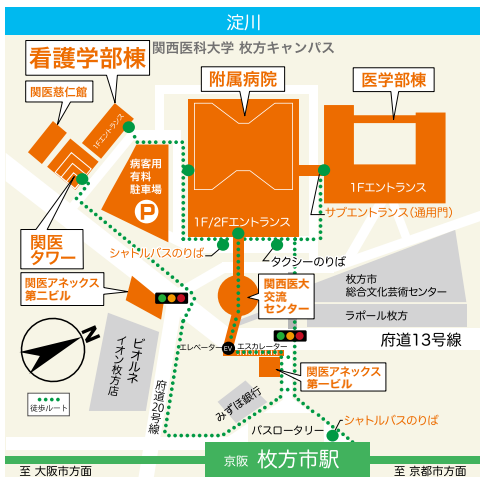 淀川
関西医科大学 枚方キャンパス
看護学部棟
附属病院
医学部棟
関医慈仁館
1Fエントランス
病客用
有料
駐車場
P
1Fエントランス
サブエントランス（通用門）
1F/2Fエントランス
関医
タワー
シャトルバスのりば
タクシーのりば
関医アネックス
第二ビル
関西医大
交流
センター
枚方市
総合文化芸術センター
ラポール枚方
府道13号線
N
ビオルネ
イオン枚方店
エレベーター
EV
エスカレーター
関医アネックス
第一ビル
徒歩ルート
府道20号線
みずほ銀行
シャトルバスのりば
バスロータリー
京阪 枚方市駅
至 大阪市方面
至 京都市方面